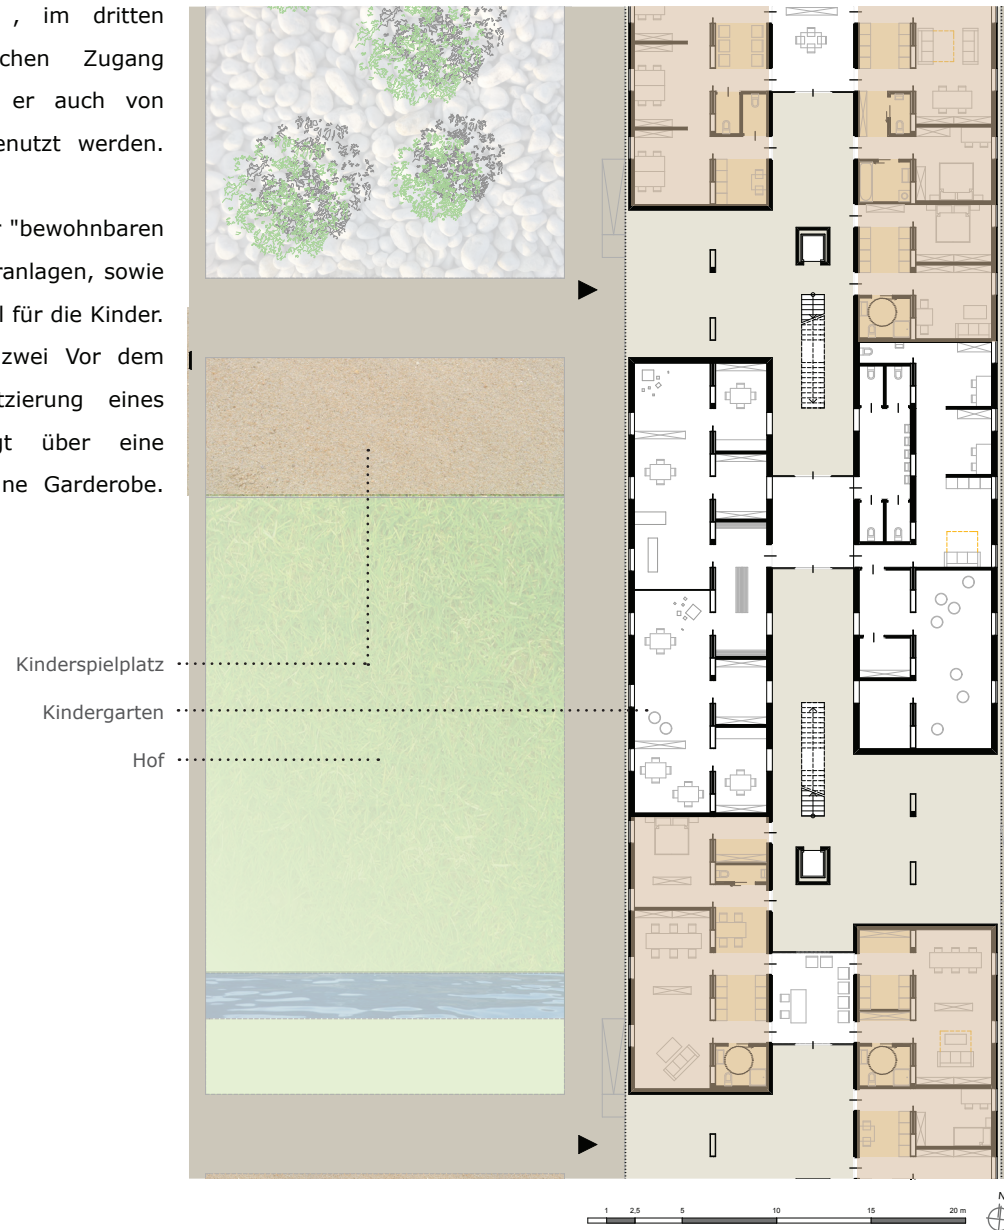 , im dritten
chen Zugang
er auch von
enutzt werden.
"bewohnbaren
ranlagen, sowie
l für die Kinder.
zwei Vor dem
tzierung eines
gt über eine
ne Garderobe.
Kinderspielplatz
Kindergarten
Hof
1 2,5 5 10 15 20 m
N